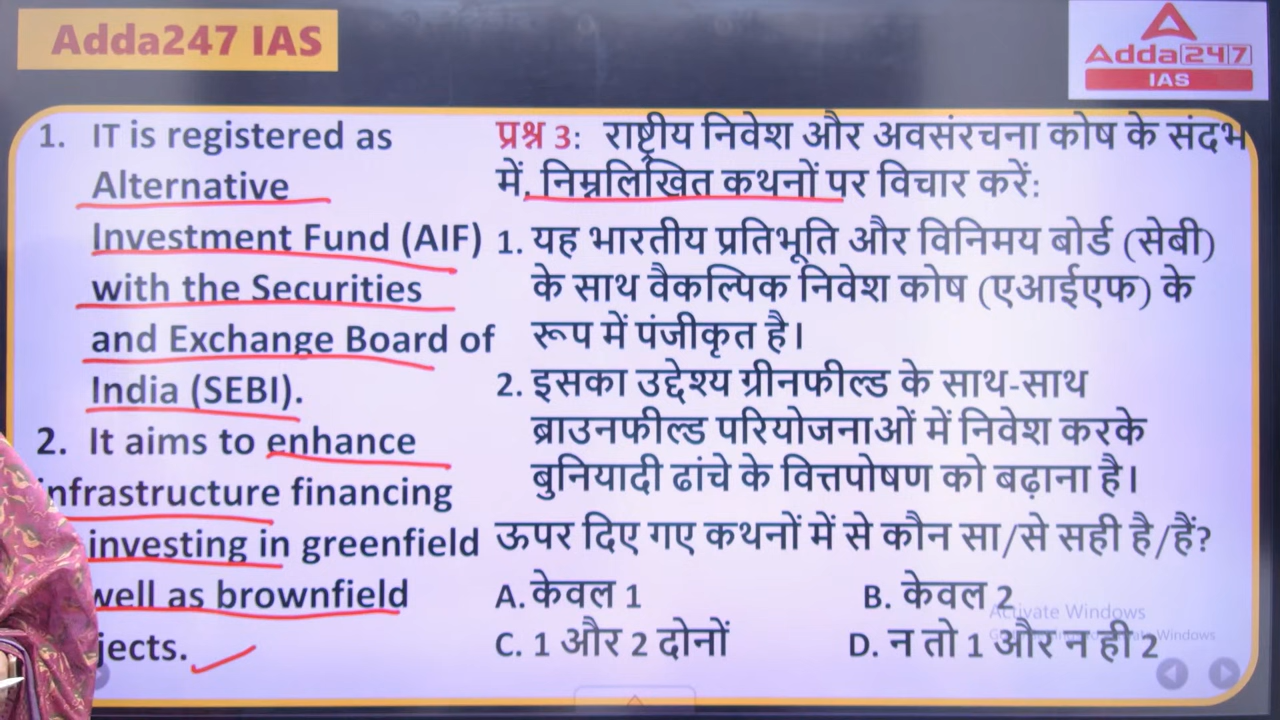 Adda247 IAS
Adda247
IAS
1. IT is registered as
Alternative
Investment Fund (AIF)
with the Securities
and Exchange Board of
India (SEBI).
2. It aims to enhance
nfrastructure financing
investing in greenfield
well as brownfield
jects.
प्रश्न 3: राष्ट्रीय निवेश और अवसंरचना कोष के संदर्भ
में, निम्नलिखित कथनों पर विचार करें:
1. यह भारतीय प्रतिभूति और विनिमय बोर्ड (सेबी)
के साथ वैकल्पिक निवेश कोष (एआईएफ) के
रूप में पंजीकृत है।
2. इसका उद्देश्य ग्रीनफील्ड के साथ-साथ
ब्राउनफील्ड परियोजनाओं में निवेश करके
बुनियादी ढांचे के वित्तपोषण को बढ़ाना है।
ऊपर दिए गए कथनों में से कौन सा/से सही है/हैं?
A. केवल 1 B. केवल 2
C. 1 और 2 दोनों D. न तो 1 और न ही 2
Activate Windows